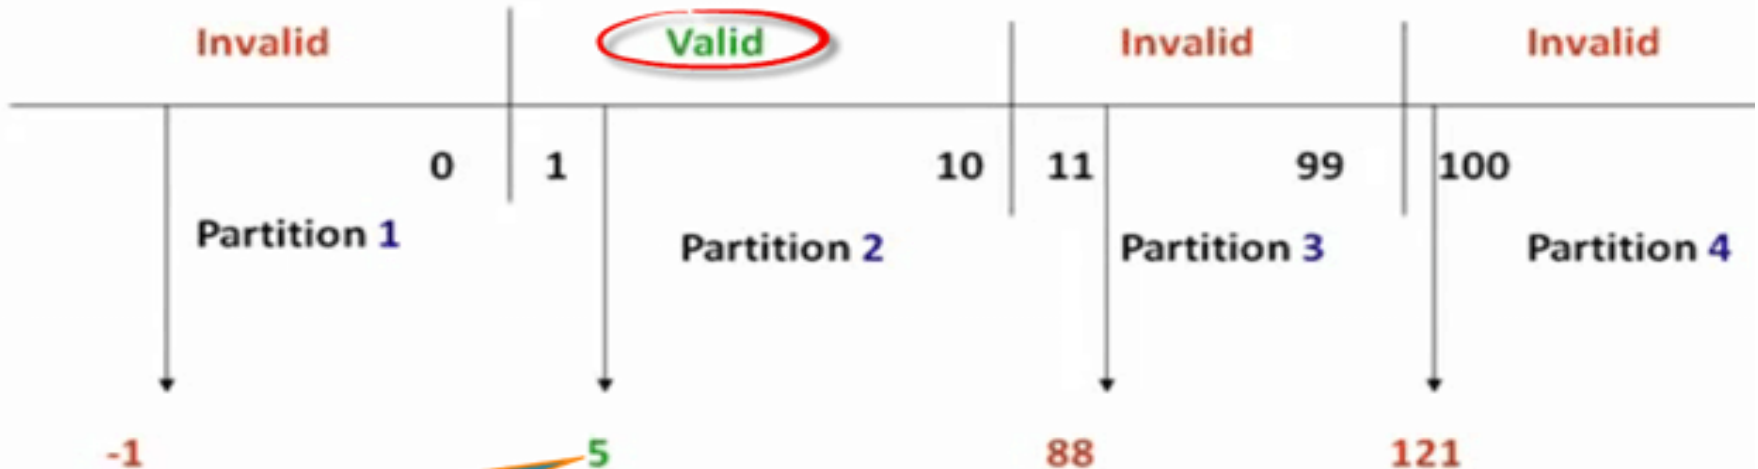 Invalid Valid Invalid Invalid
0 1 10 11 99 100
Partition 1 Partition 2 Partition 3 Partition 4
-1 5 88 121